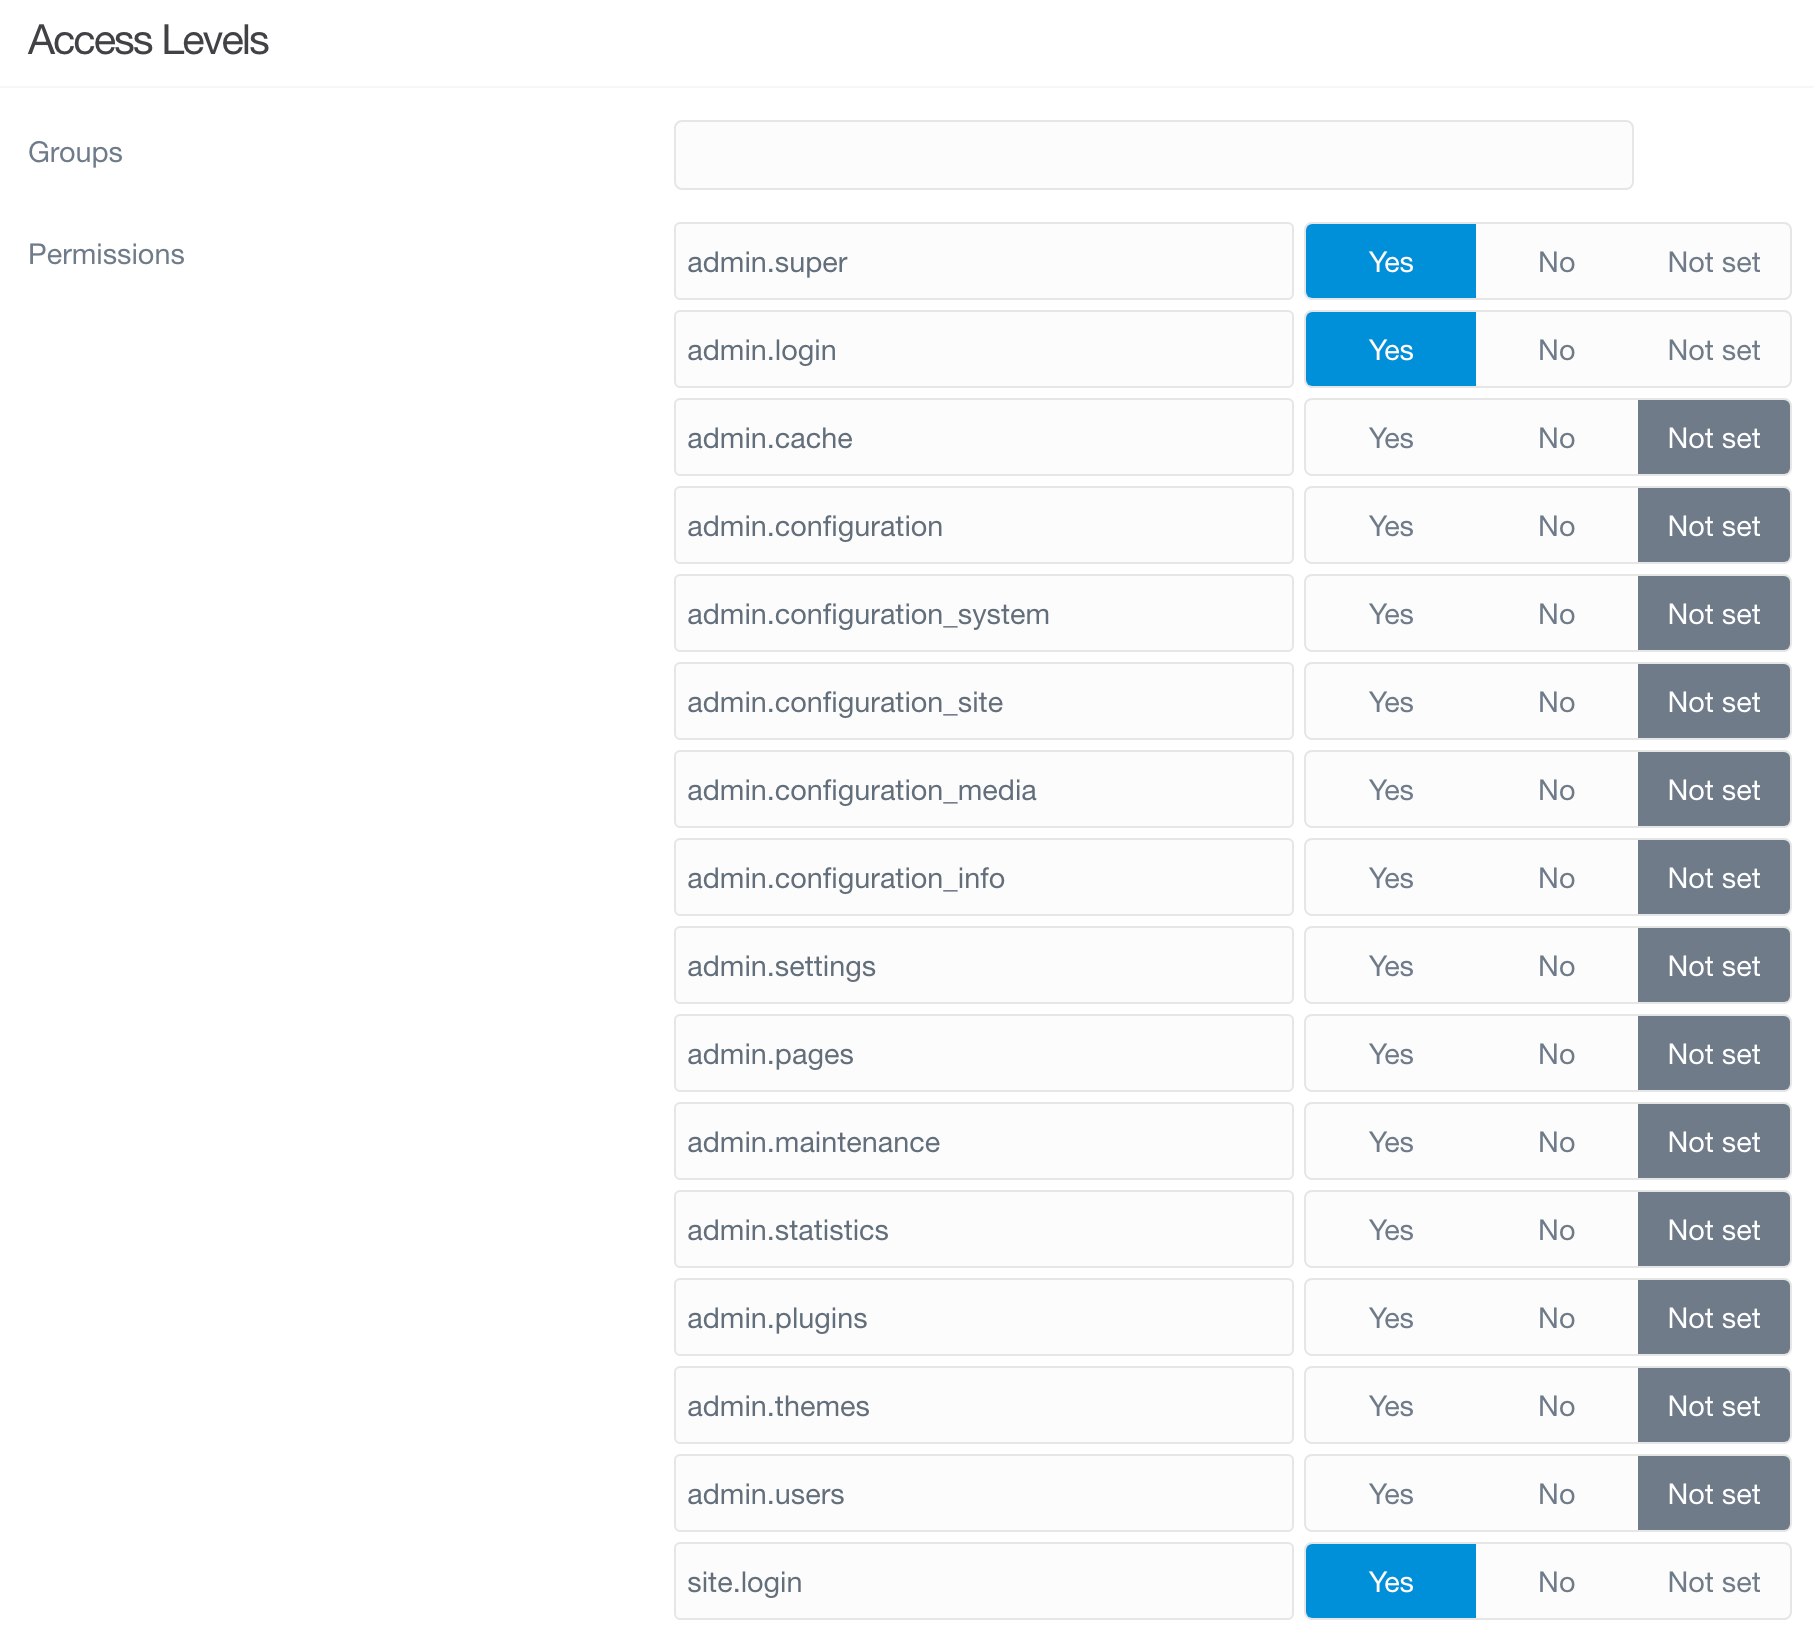 Access Levels
Groups
Permissions
admin.super Yes No Not set
admin.login Yes No Not set
admin.cache Yes No Not set
admin.configuration Yes No Not set
admin.configuration_system Yes No Not set
admin.configuration_site Yes No Not set
admin.configuration_media Yes No Not set
admin.configuration_info Yes No Not set
admin.settings Yes No Not set
admin.pages Yes No Not set
admin.maintenance Yes No Not set
admin.statistics Yes No Not set
admin.plugins Yes No Not set
admin.themes Yes No Not set
admin.users Yes No Not set
site.login Yes No Not set